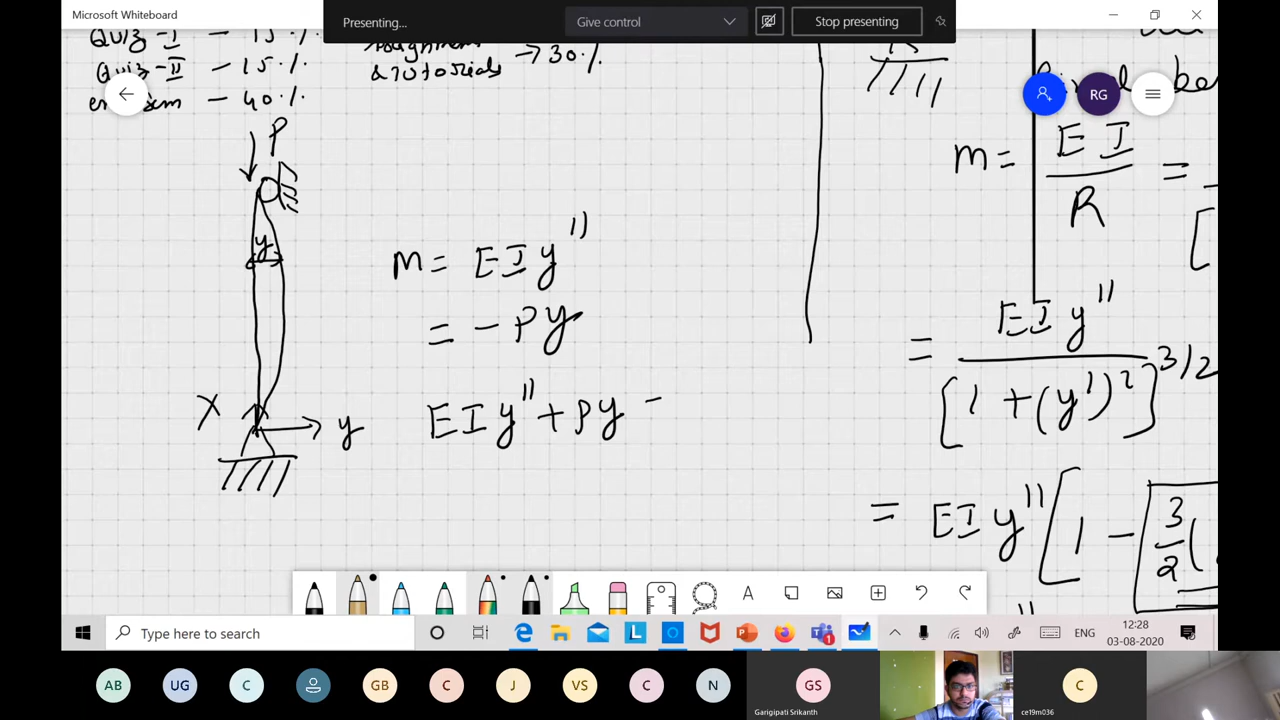 Microsoft Whiteboard
Presenting...
Give control
Stop presenting
Quiz-I - 15·/.
Quiz-II - 15·/.
& Tutorials → 30·/.
- 40·/.
RG
P
y
X
y
M = EIy''
= - Py
EIy'' + Py -
M = EI/R =
= EIy''/[1 + (y')²]^3/2
= EIy''[1 - 3/2(
A
Type here to search
ENG
12:28
03-08-2020
AB
UG
C
GB
C
J
VS
C
N
GS
Garigipati Srikanth
C
ce19m036